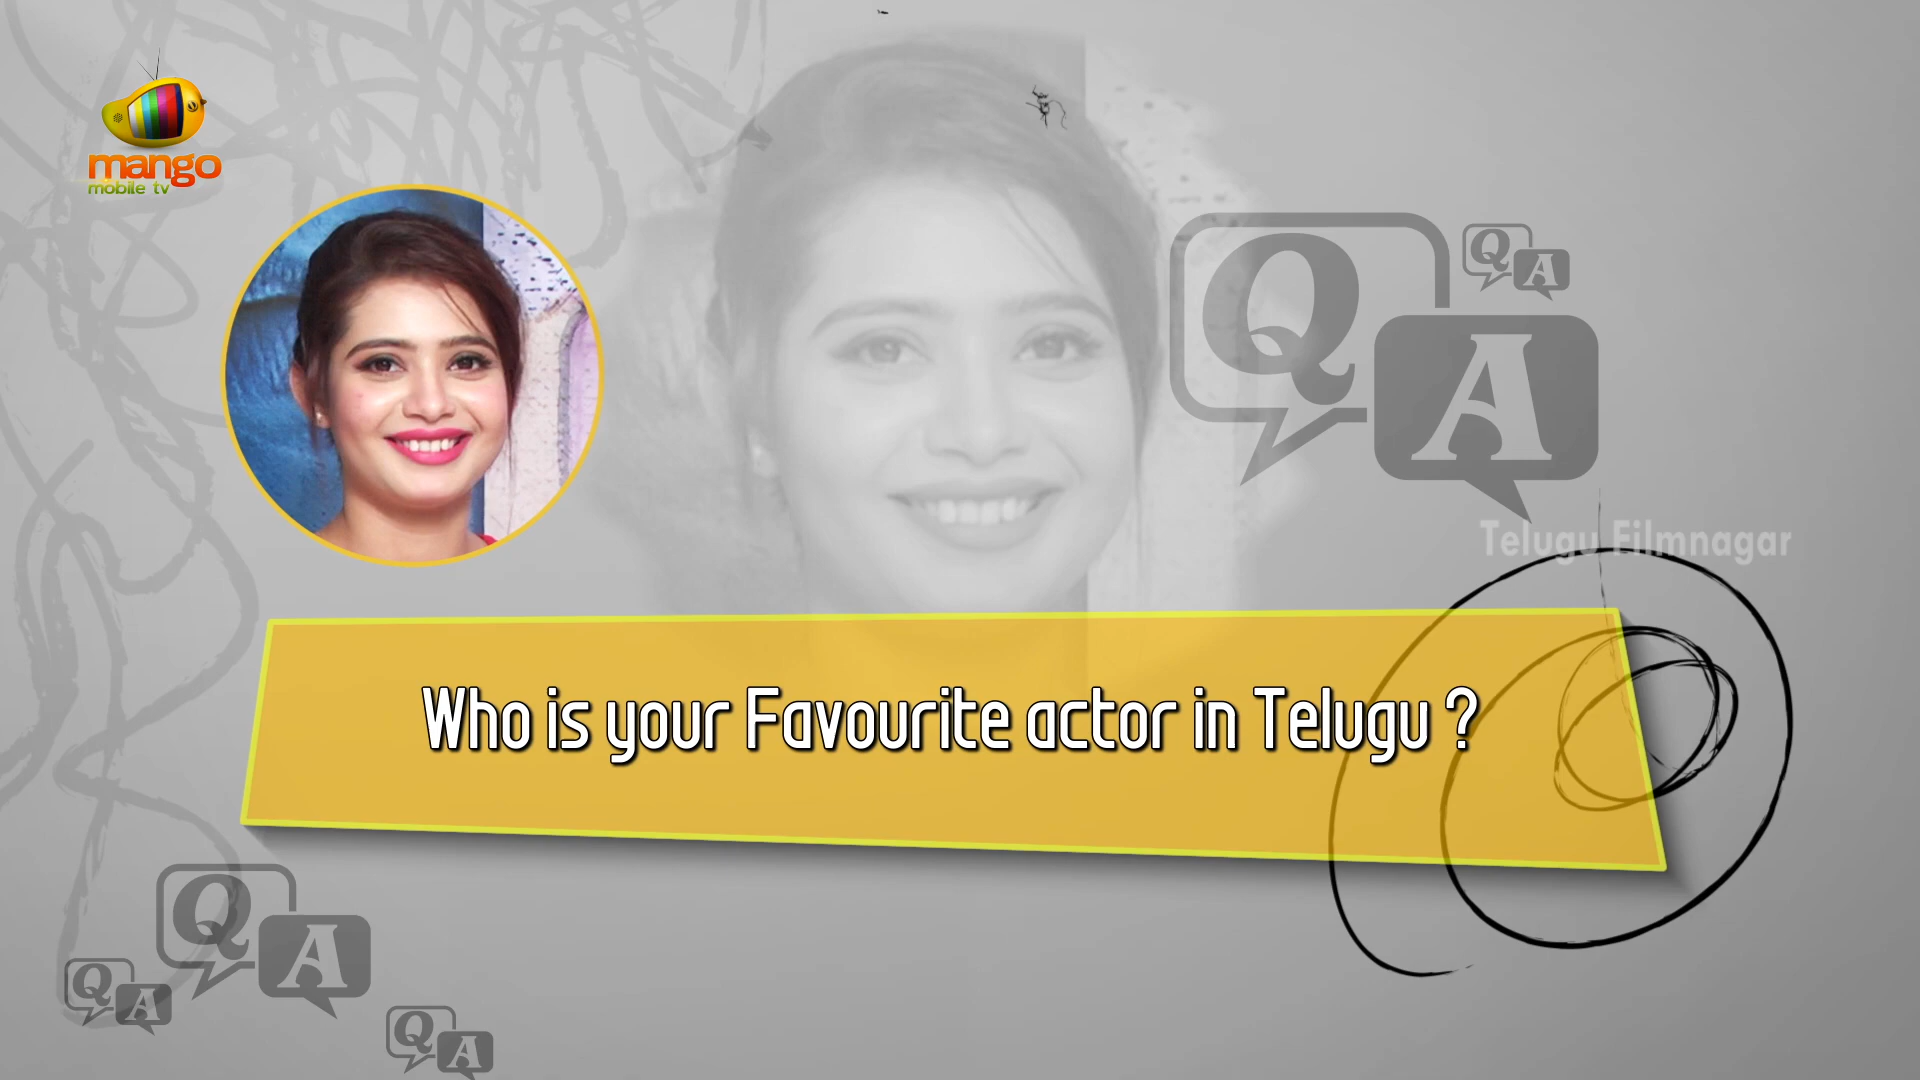 mango
mobile tv
Q A
Q A
Telugu Filmnagar
Who is your Favourite actor in Telugu ?
Q A
Q A
Q A